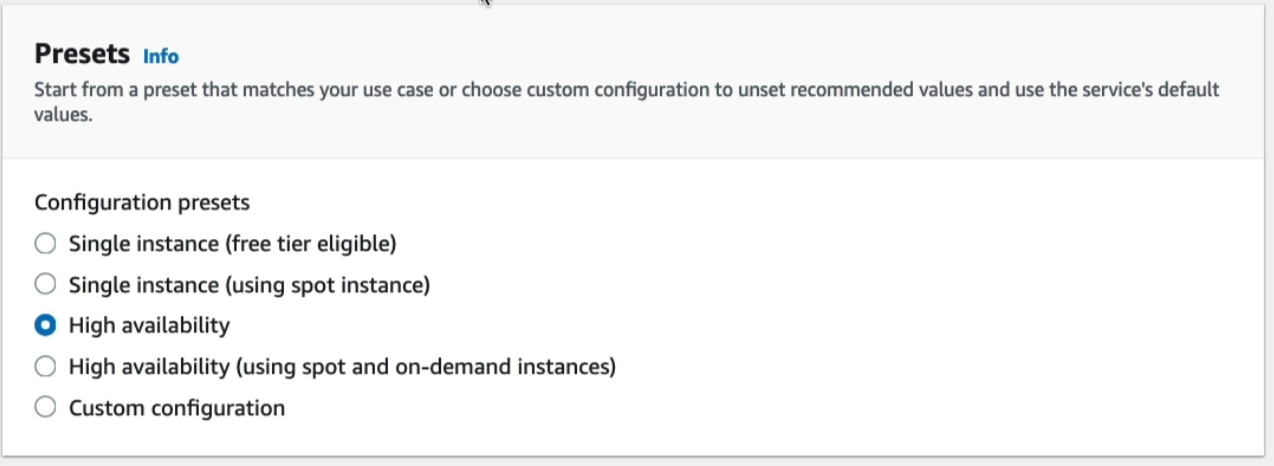 Presets Info
Start from a preset that matches your use case or choose custom configuration to unset recommended values and use the service's default
values.
Configuration presets
Single instance (free tier eligible)
Single instance (using spot instance)
High availability
High availability (using spot and on-demand instances)
Custom configuration